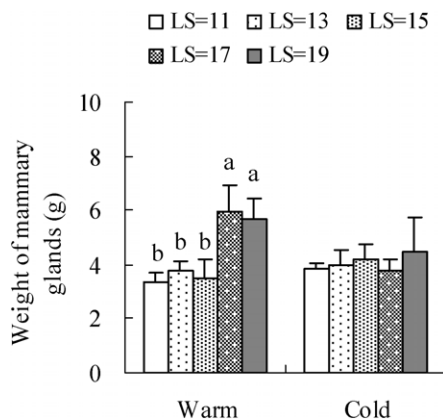 LS=11 LS=13 LS=15
LS=17 LS=19
Weight of mammary
glands (g)
10
8
6
4
2
0
b b b a a
Warm Cold